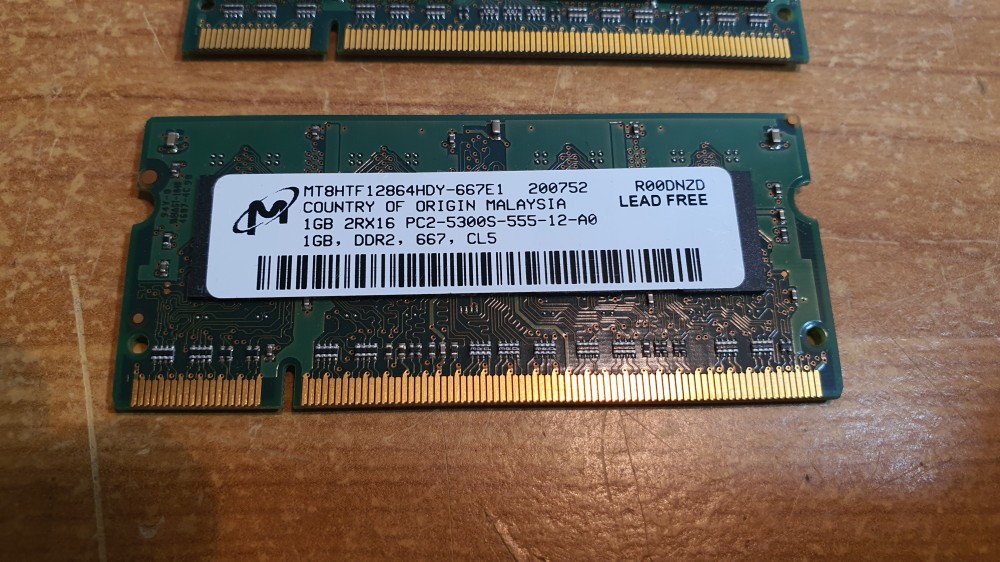 MT8HTF12864HDY-667E1 200752 R00DNZD
COUNTRY OF ORIGIN MALAYSIA LEAD FREE
1GB 2RX16 PC2-5300S-555-12-A0
1GB, DDR2, 667, CL5